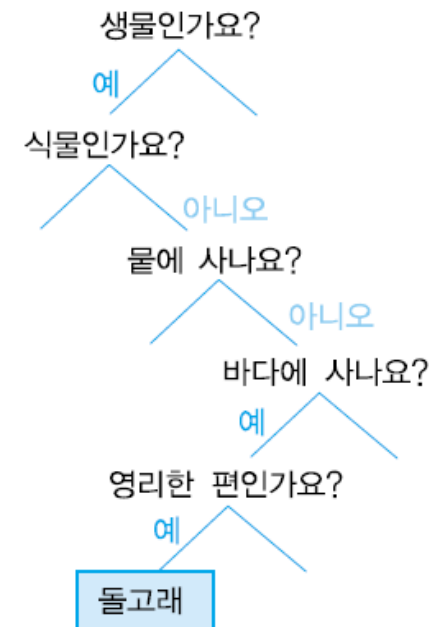 생물인가요?
예
식물인가요?
아니오
뭍에 사나요?
아니오
바다에 사나요?
예
영리한 편인가요?
예
돌고래